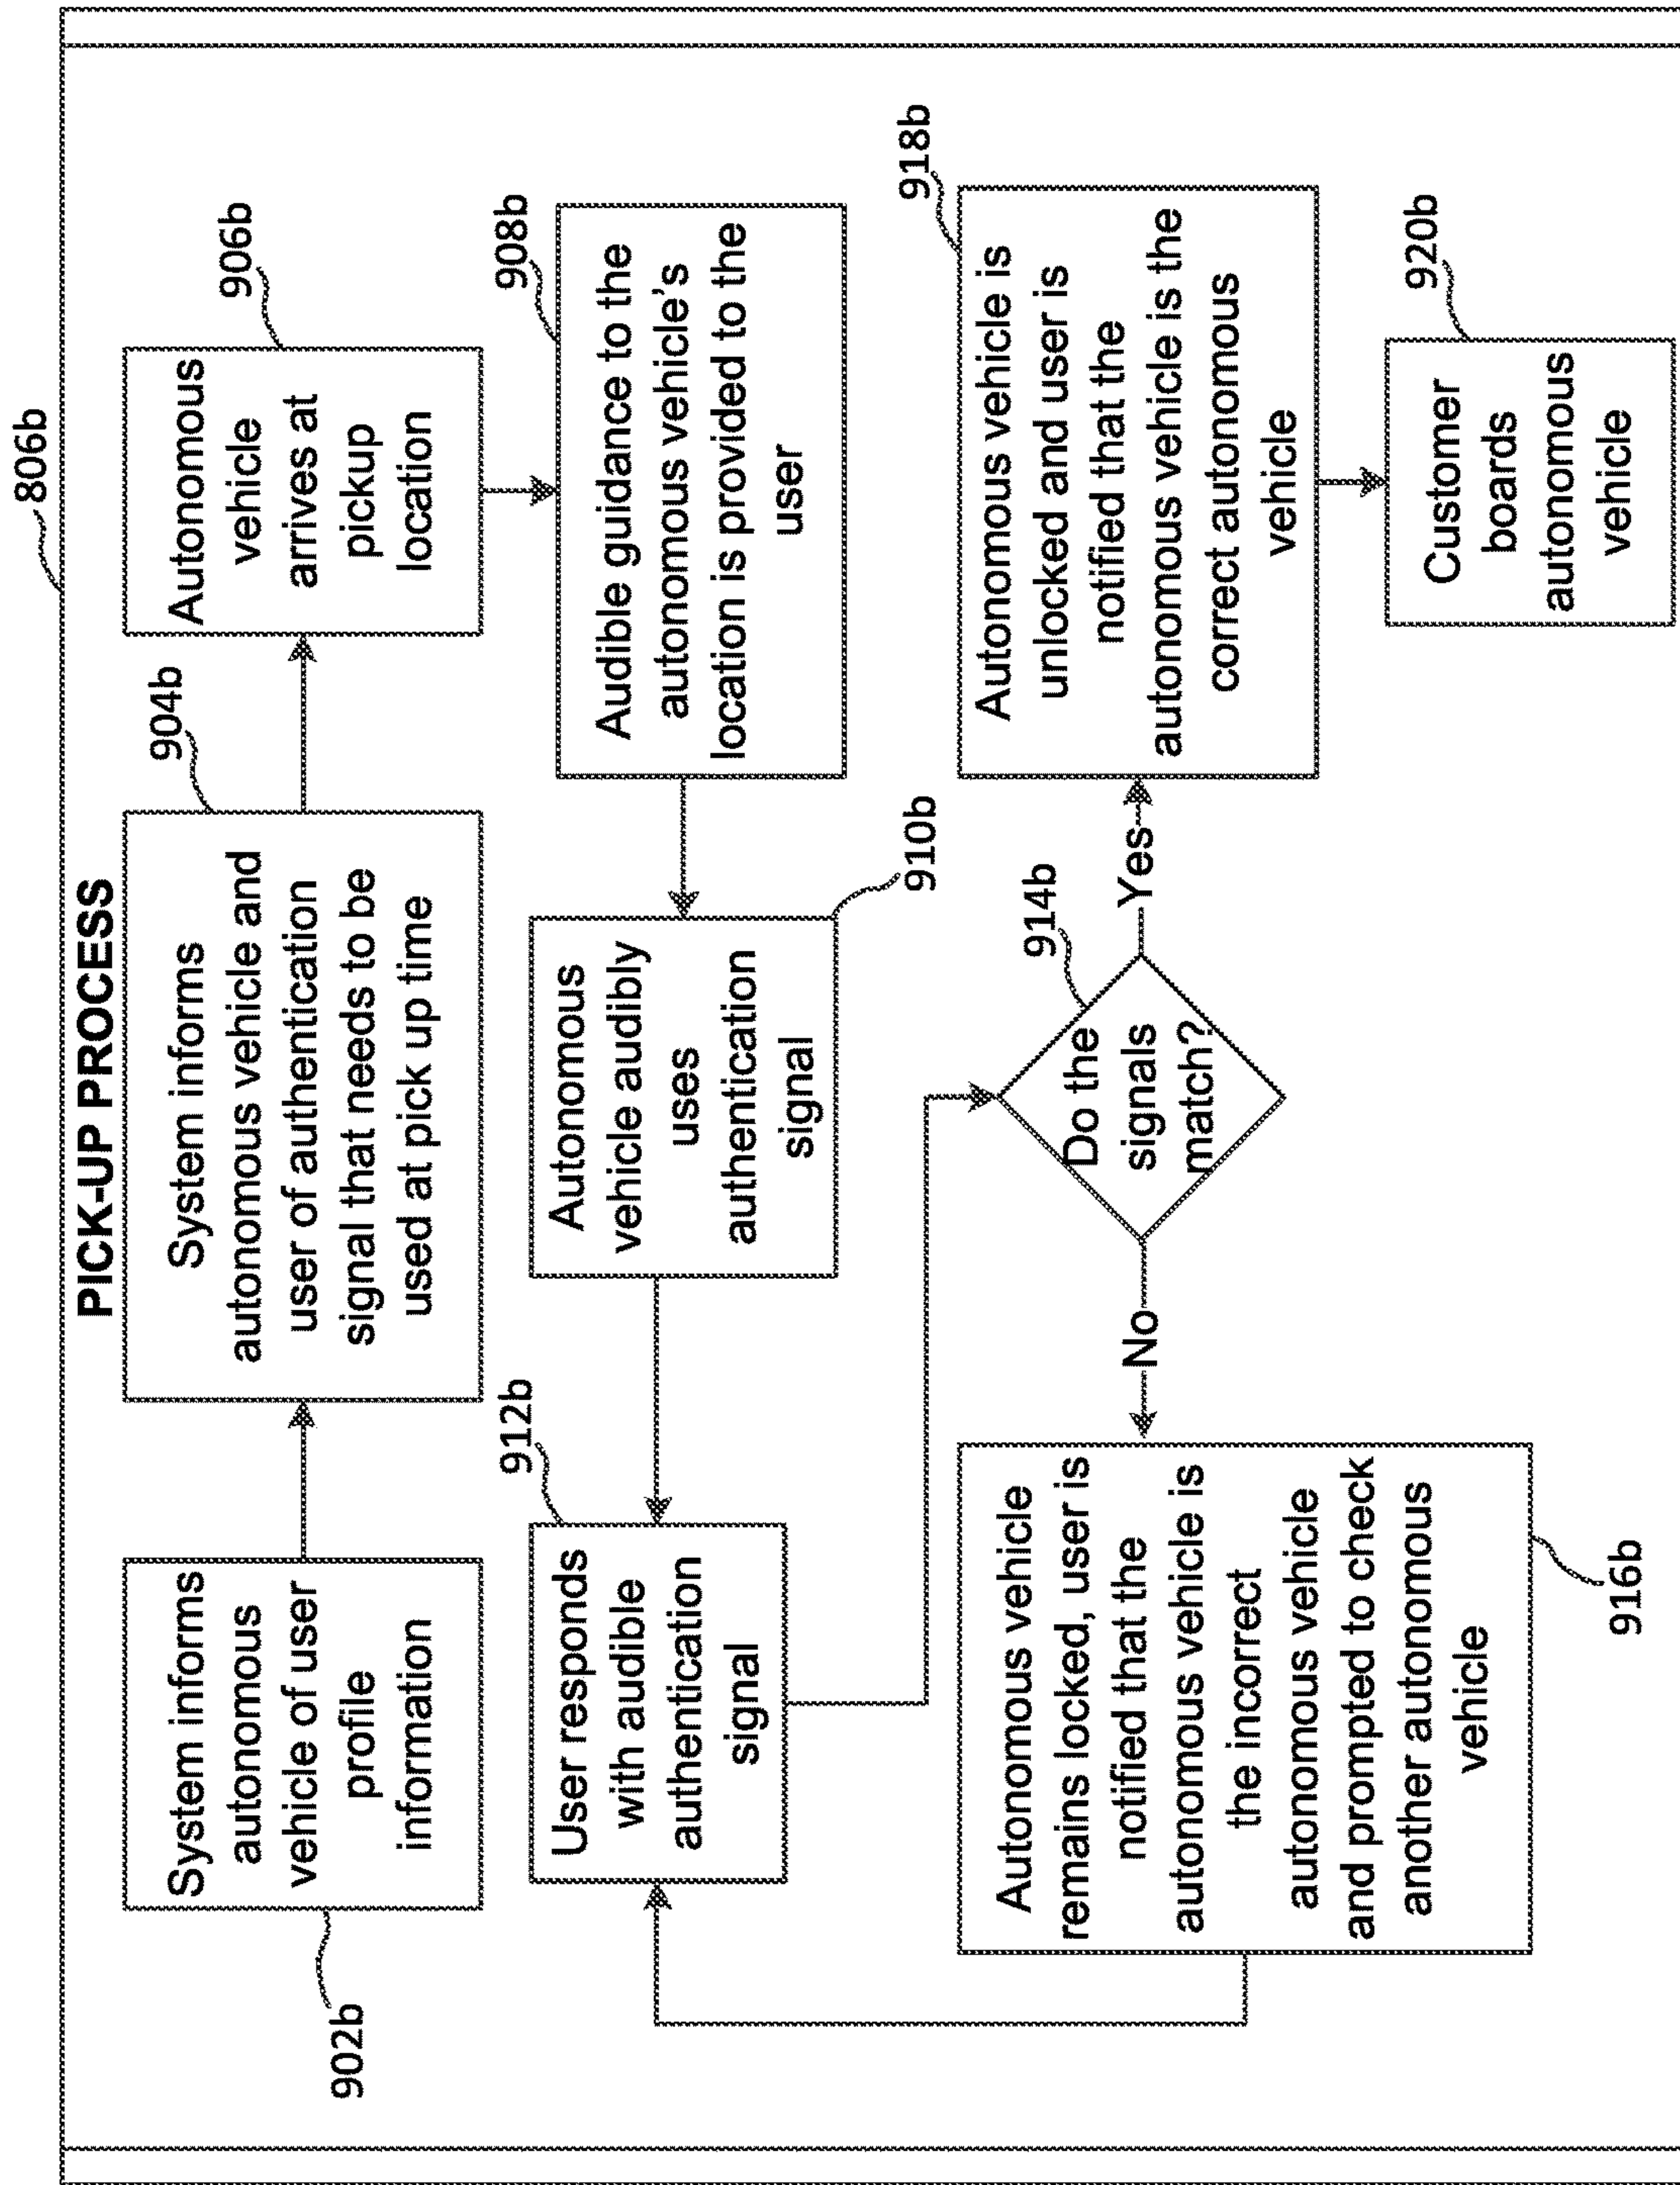 806b
PICK-UP PROCESS
902b
System informs
autonomous
vehicle of user
profile
information
904b
System informs
autonomous vehicle and
user of authentication
signal that needs to be
used at pick up time
906b
Autonomous
vehicle
arrives at
pickup
location
912b
User responds
with audible
authentication
signal
910b
Autonomous
vehicle audibly
uses
authentication
signal
908b
Audible guidance to the
autonomous vehicle's
location is provided to the
user
916b
Autonomous vehicle
remains locked, user is
notified that the
autonomous vehicle is
the incorrect
autonomous vehicle
and prompted to check
another autonomous
vehicle
No
914b
Do the
signals
match?
Yes
918b
Autonomous vehicle is
unlocked and user is
notified that the
autonomous vehicle is the
correct autonomous
vehicle
920b
Customer
boards
autonomous
vehicle